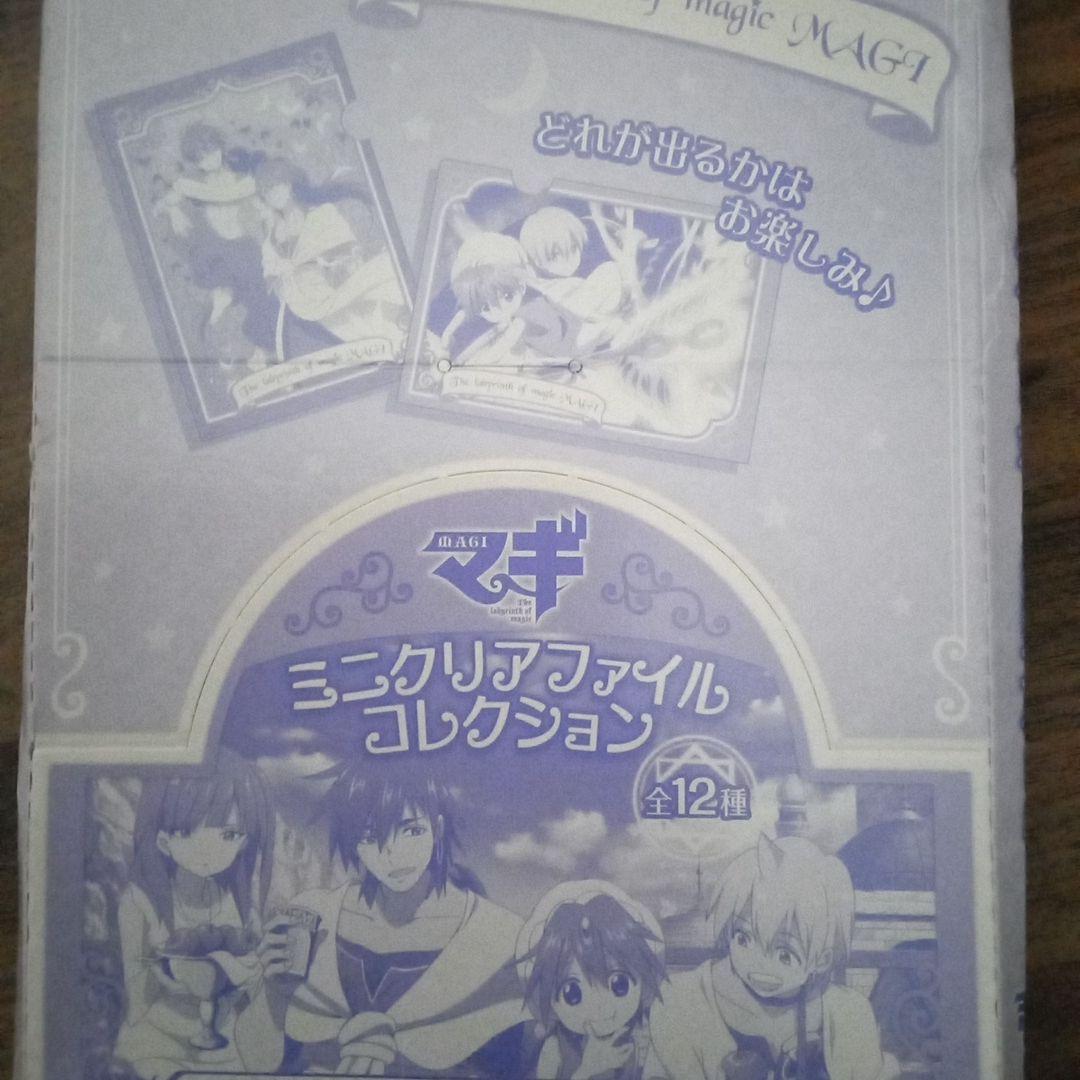 of magic MAGI
どれが出るかは
お楽しみ♪
The labyrinth of magic MAGI
The labyrinth of magic MAGI
MAGI
マギ
The
labyrinth of
magic
ミニクリアファイル
コレクション
全12種